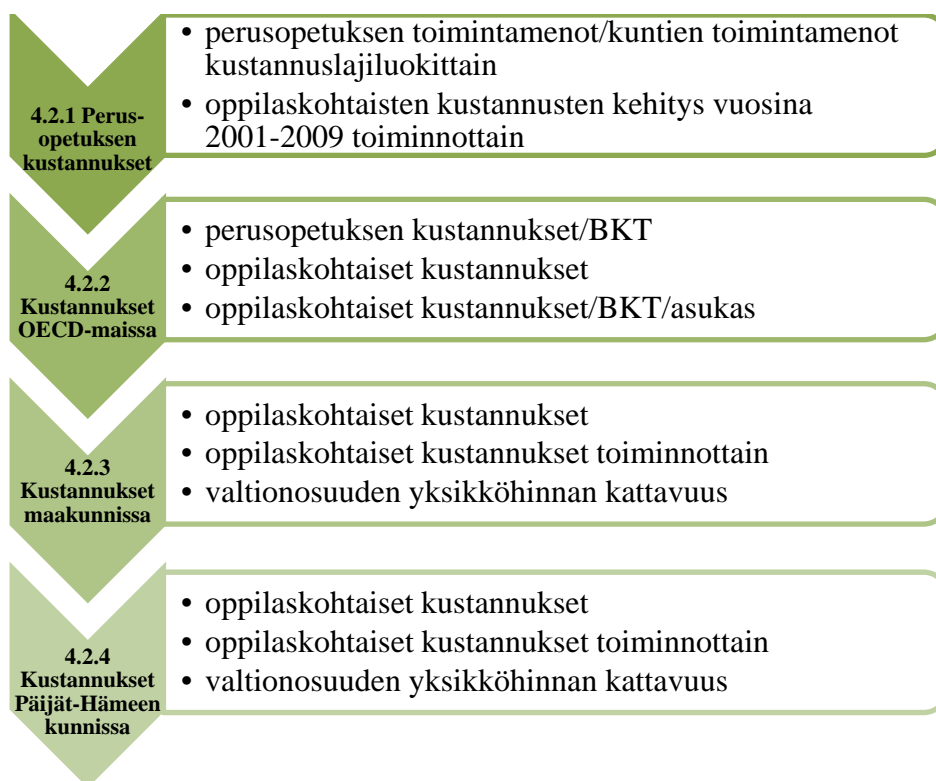 4.2.1 Perus-
opetuksen
kustannukset
• perusopetuksen toimintamenot/kuntien toimintamenot
kustannuslajiluokittain
• oppilaskohtaisten kustannusten kehitys vuosina
2001-2009 toiminnottain
4.2.2
Kustannukset
OECD-maissa
• perusopetuksen kustannukset/BKT
• oppilaskohtaiset kustannukset
• oppilaskohtaiset kustannukset/BKT/asukas
4.2.3
Kustannukset
maakunnissa
• oppilaskohtaiset kustannukset
• oppilaskohtaiset kustannukset toiminnottain
• valtionosuuden yksikköhinnan kattavuus
4.2.4
Kustannukset
Päijät-Hämeen
kunnissa
• oppilaskohtaiset kustannukset
• oppilaskohtaiset kustannukset toiminnottain
• valtionosuuden yksikköhinnan kattavuus